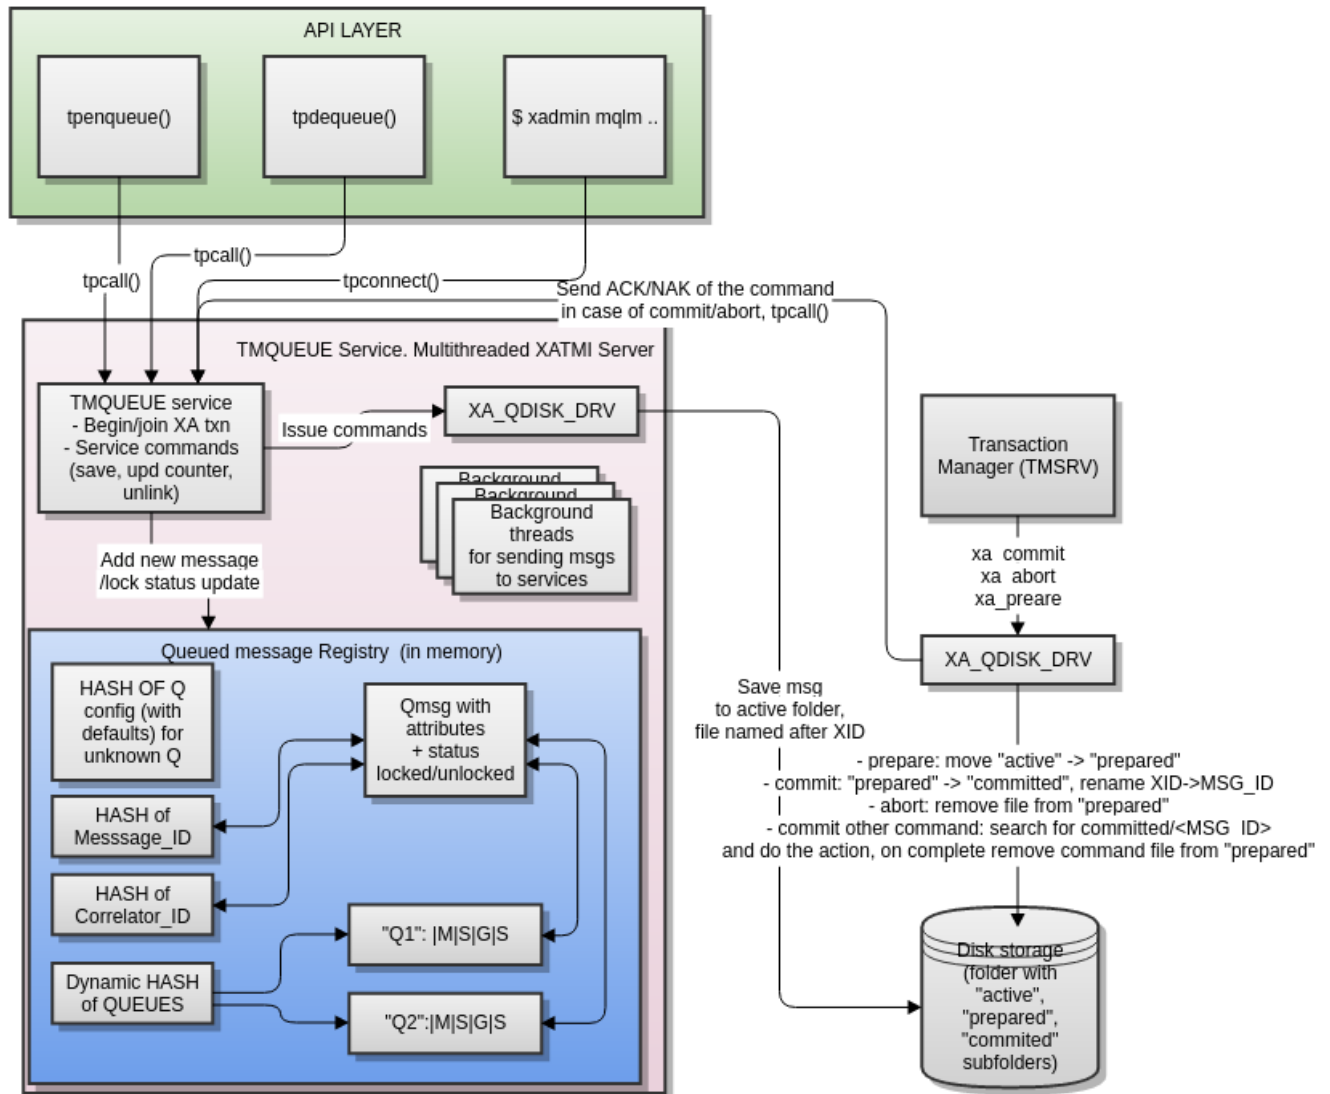 API LAYER
tpenqueue()
tpdequeue()
$ xadmin mqlm ..
tpcall()
tpcall()
tpconnect()
Send ACK/NAK of the command
in case of commit/abort, tpcall()
TMQUEUE Service. Multithreaded XATMI Server
TMQUEUE service
- Begin/join XA txn
- Service commands
(save, upd counter,
unlink)
Issue commands
XA_QDISK_DRV
Background
Background
Background
threads
for sending msgs
to services
Add new message
/lock status update
Transaction
Manager (TMSRV)
xa commit
xa abort
xa_preare
XA_QDISK_DRV
Queued message Registry (in memory)
HASH OF Q
config (with
defaults) for
unknown Q
Qmsg with
attributes
+ status
locked/unlocked
HASH of
Messsage_ID
HASH of
Correlator_ID
Dynamic HASH
of QUEUES
"Q1": |M|S|G|S
"Q2":|M|S|G|S
Save msg
to active folder,
file named after XID
- prepare: move "active" -> "prepared"
- commit: "prepared" -> "committed", rename XID->MSG_ID
- abort: remove file from "prepared"
- commit other command: search for committed/<MSG ID>
and do the action, on complete remove command file from "prepared"
Disk storage
(folder with
"active",
"prepared",
"commited"
subfolders)